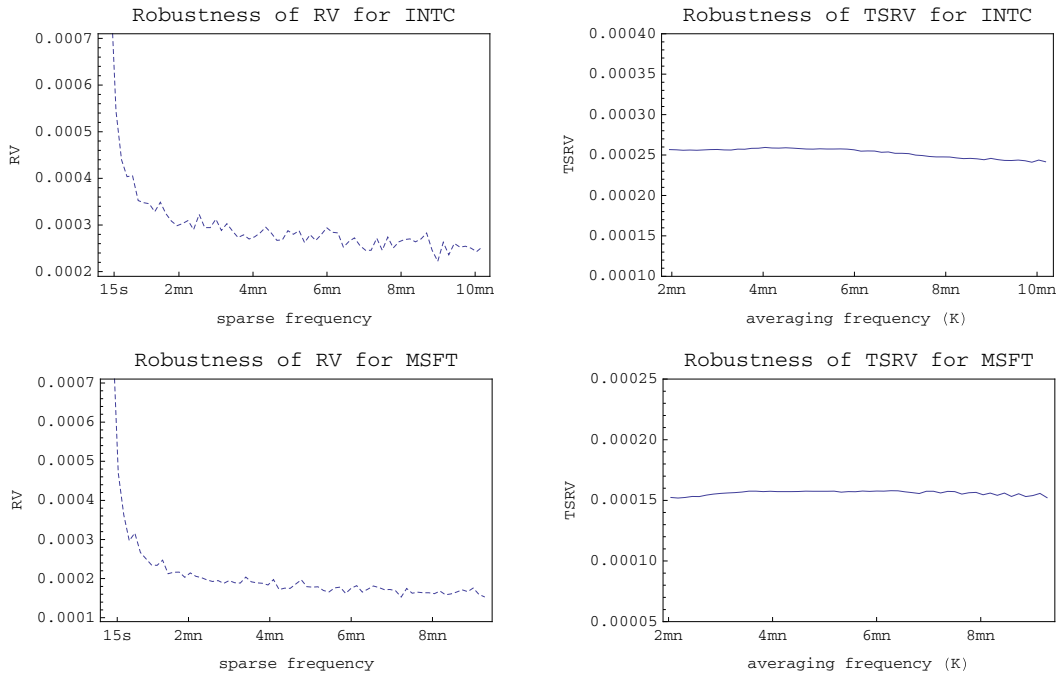 Robustness of RV for INTC
0.0007
0.0006
0.0005
0.0004
0.0003
0.0002
RV
15s 2mn 4mn 6mn 8mn 10mn
sparse frequency
Robustness of TSRV for INTC
0.00040
0.00035
0.00030
0.00025
0.00020
0.00015
0.00010
TSRV
2mn 4mn 6mn 8mn 10mn
averaging frequency (K)
Robustness of RV for MSFT
0.0007
0.0006
0.0005
0.0004
0.0003
0.0002
0.0001
RV
15s 2mn 4mn 6mn 8mn
sparse frequency
Robustness of TSRV for MSFT
0.00025
0.00020
0.00015
0.00010
0.00005
TSRV
2mn 4mn 6mn 8mn
averaging frequency (K)